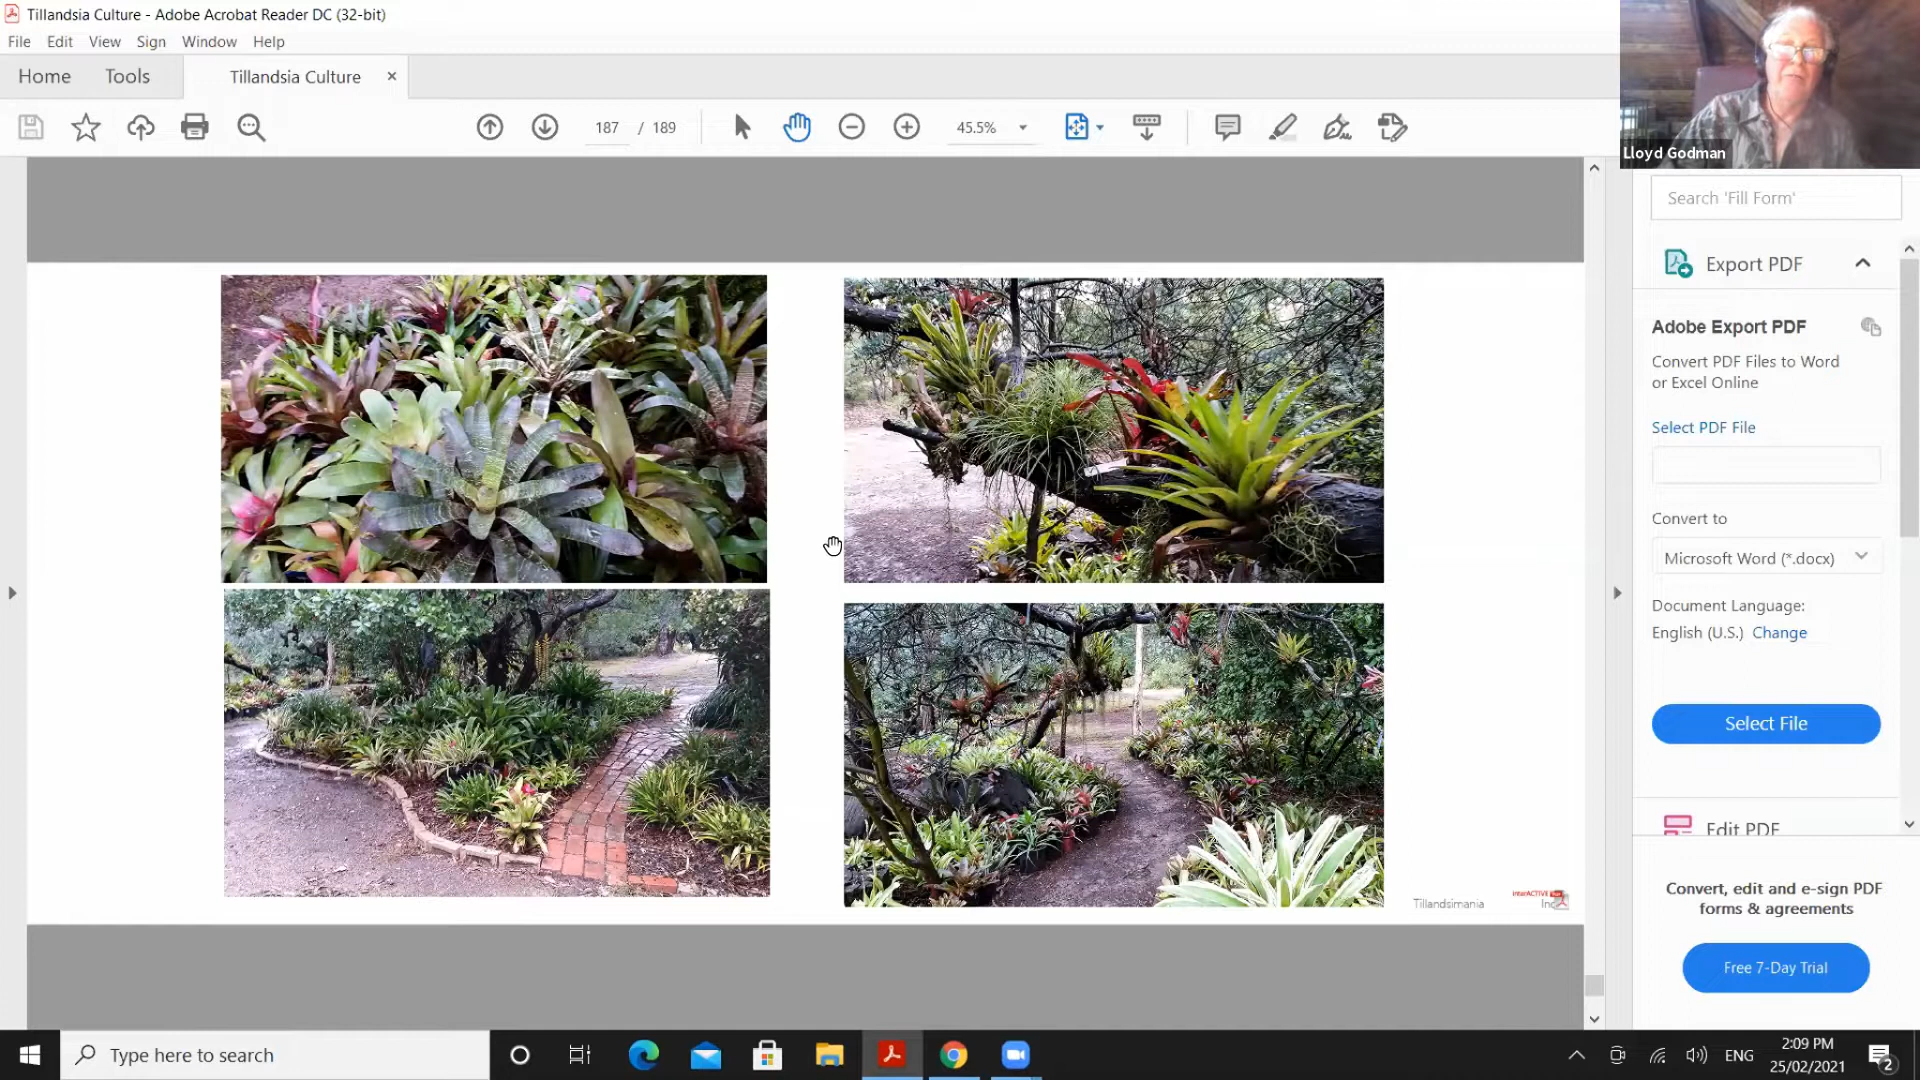 Tillandsia Culture - Adobe Acrobat Reader DC (32-bit)
File Edit View Sign Window Help
Home Tools Tillandsia Culture ×
187 / 189 45.5%
Lloyd Godman
Search 'Fill Form'
Export PDF
Adobe Export PDF
Convert PDF Files to Word
or Excel Online
Select PDF File
Convert to
Microsoft Word (*.docx)
Document Language:
English (U.S.) Change
Select File
Edit PDF
Tillandsimania
InterACTIVE
Inc
Convert, edit and e-sign PDF
forms & agreements
Free 7-Day Trial
Type here to search
ENG
2:09 PM
25/02/2021
2